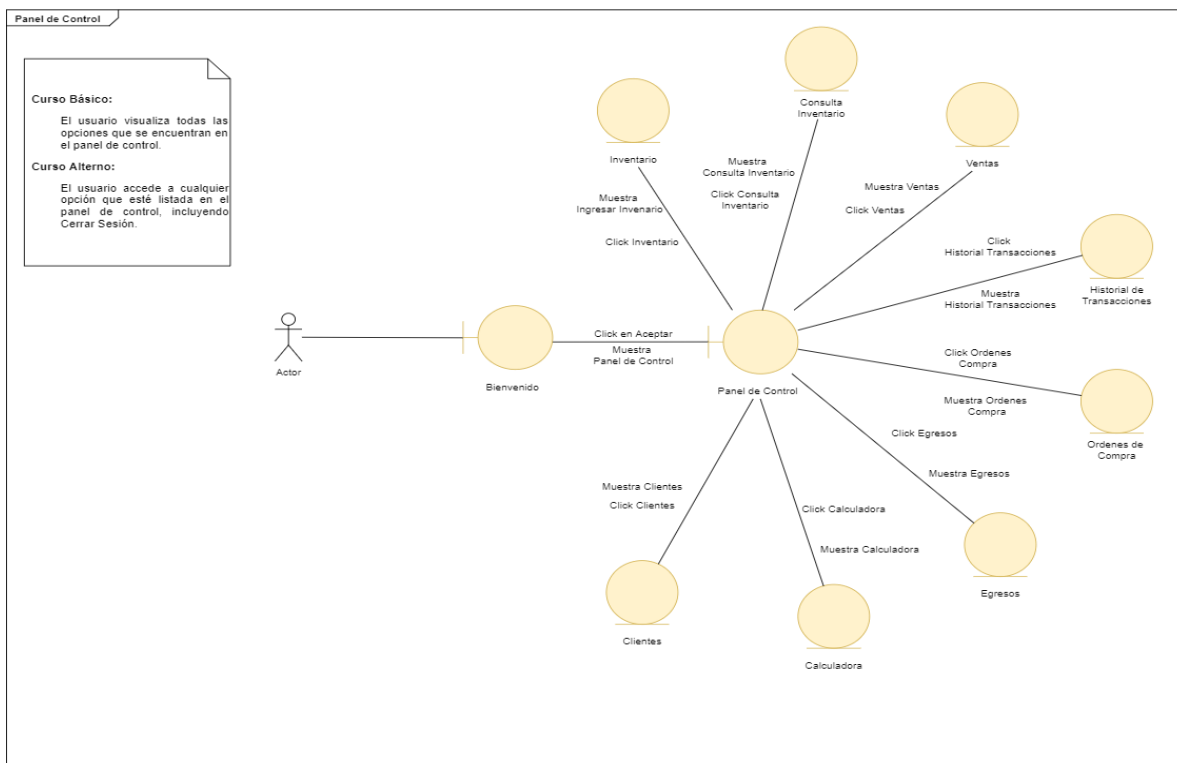 Panel de Control
Curso Básico:
El usuario visualiza todas las
opciones que se encuentran en
el panel de control.
Curso Alterno:
El usuario accede a cualquier
opción que esté listada en el
panel de control, incluyendo
Cerrar Sesión.
Consulta
Inventario
Inventario
Ventas
Muestra
Consulta Inventario
Click Consulta
Inventario
Muestra
Ingresar Invenario
Click Inventario
Muestra Ventas
Click Ventas
Click
Historial Transacciones
Muestra
Historial Transacciones
Historial de
Transacciones
Actor
Bienvenido
Click en Aceptar
Muestra
Panel de Control
Panel de Control
Click Ordenes
Compra
Muestra Ordenes
Compra
Ordenes de
Compra
Click Egresos
Muestra Egresos
Egresos
Muestra Clientes
Click Clientes
Clientes
Click Calculadora
Muestra Calculadora
Calculadora